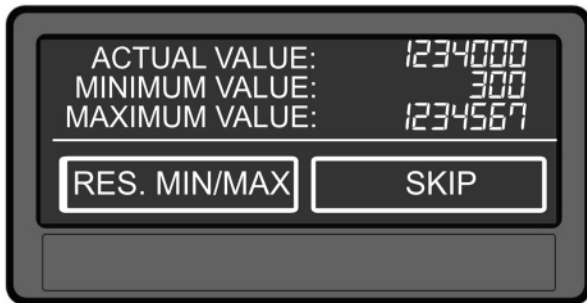 ACTUAL VALUE: 1234000
MINIMUM VALUE: 300
MAXIMUM VALUE: 1234567
RES. MIN/MAX SKIP